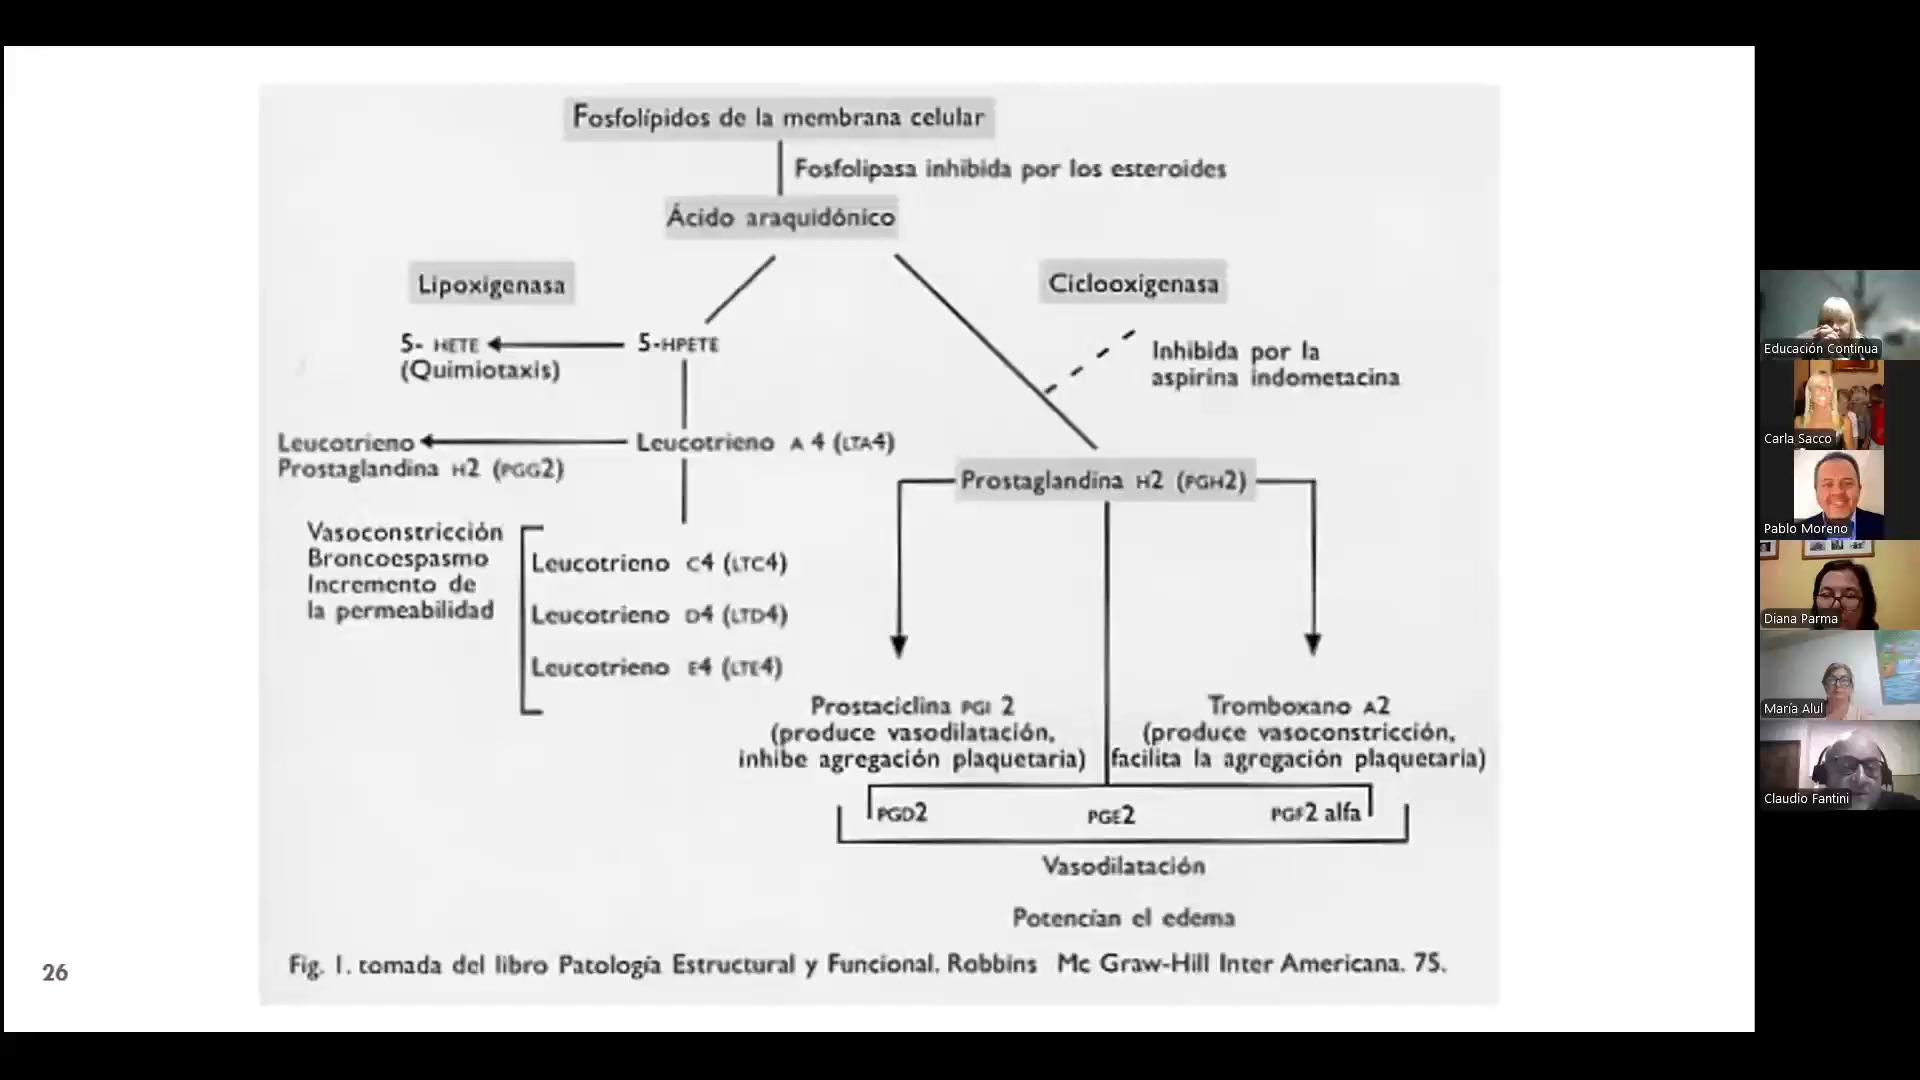 Fosfolípidos de la membrana celular
Fosfolipasa inhibida por los esteroides
Ácido araquidónico
Lipoxigenasa
Ciclooxigenasa
5- HETE
(Quimiotaxis)
5-HPETE
Inhibida por la
aspirina indometacina
Leucotrieno
Prostaglandina H2 (PGG2)
Leucotrieno A 4 (LTA4)
Prostaglandina H2 (PGH2)
Vasoconstricción
Broncoespasmo
Incremento de
la permeabilidad
Leucotrieno C4 (LTC4)
Leucotrieno D4 (LTD4)
Leucotrieno E4 (LTE4)
Prostaciclina PGI 2
(produce vasodilatación,
inhibe agregación plaquetaria)
Tromboxano A2
(produce vasoconstricción,
facilita la agregación plaquetaria)
PGD2
PGE2
PGF2 alfa
Vasodilatación
Potencían el edema
Fig. 1. tomada del libro Patología Estructural y Funcional. Robbins Mc Graw-Hill Inter Americana. 75.
26
Educación Continua
Carla Sacco
Pablo Moreno
Diana Parma
María Alul
Claudio Fantini